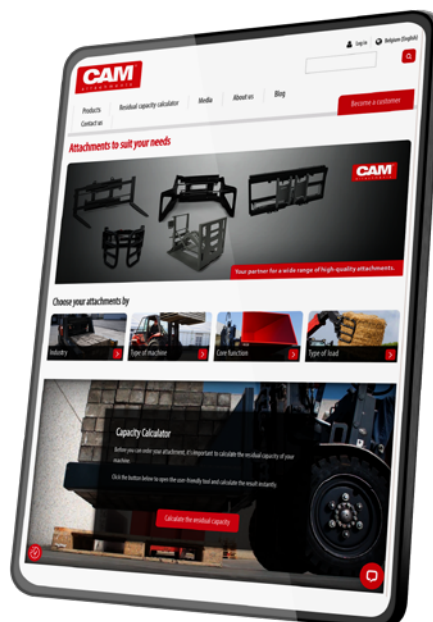 Log in Belgium (English)
CAM
attachments
Products Residual capacity calculator Media About us Blog
Become a customer
Contact us
Attachments to suit your needs
CAM
attachments
Your partner for a wide range of high-quality attachments.
Choose your attachments by
Industry Type of machine Core function Type of load
Capacity Calculator
Before you can order your attachment, it's important to calculate the residual capacity of your
machine.
Click the button below to open the user-friendly tool and calculate the result instantly.
Calculate the residual capacity